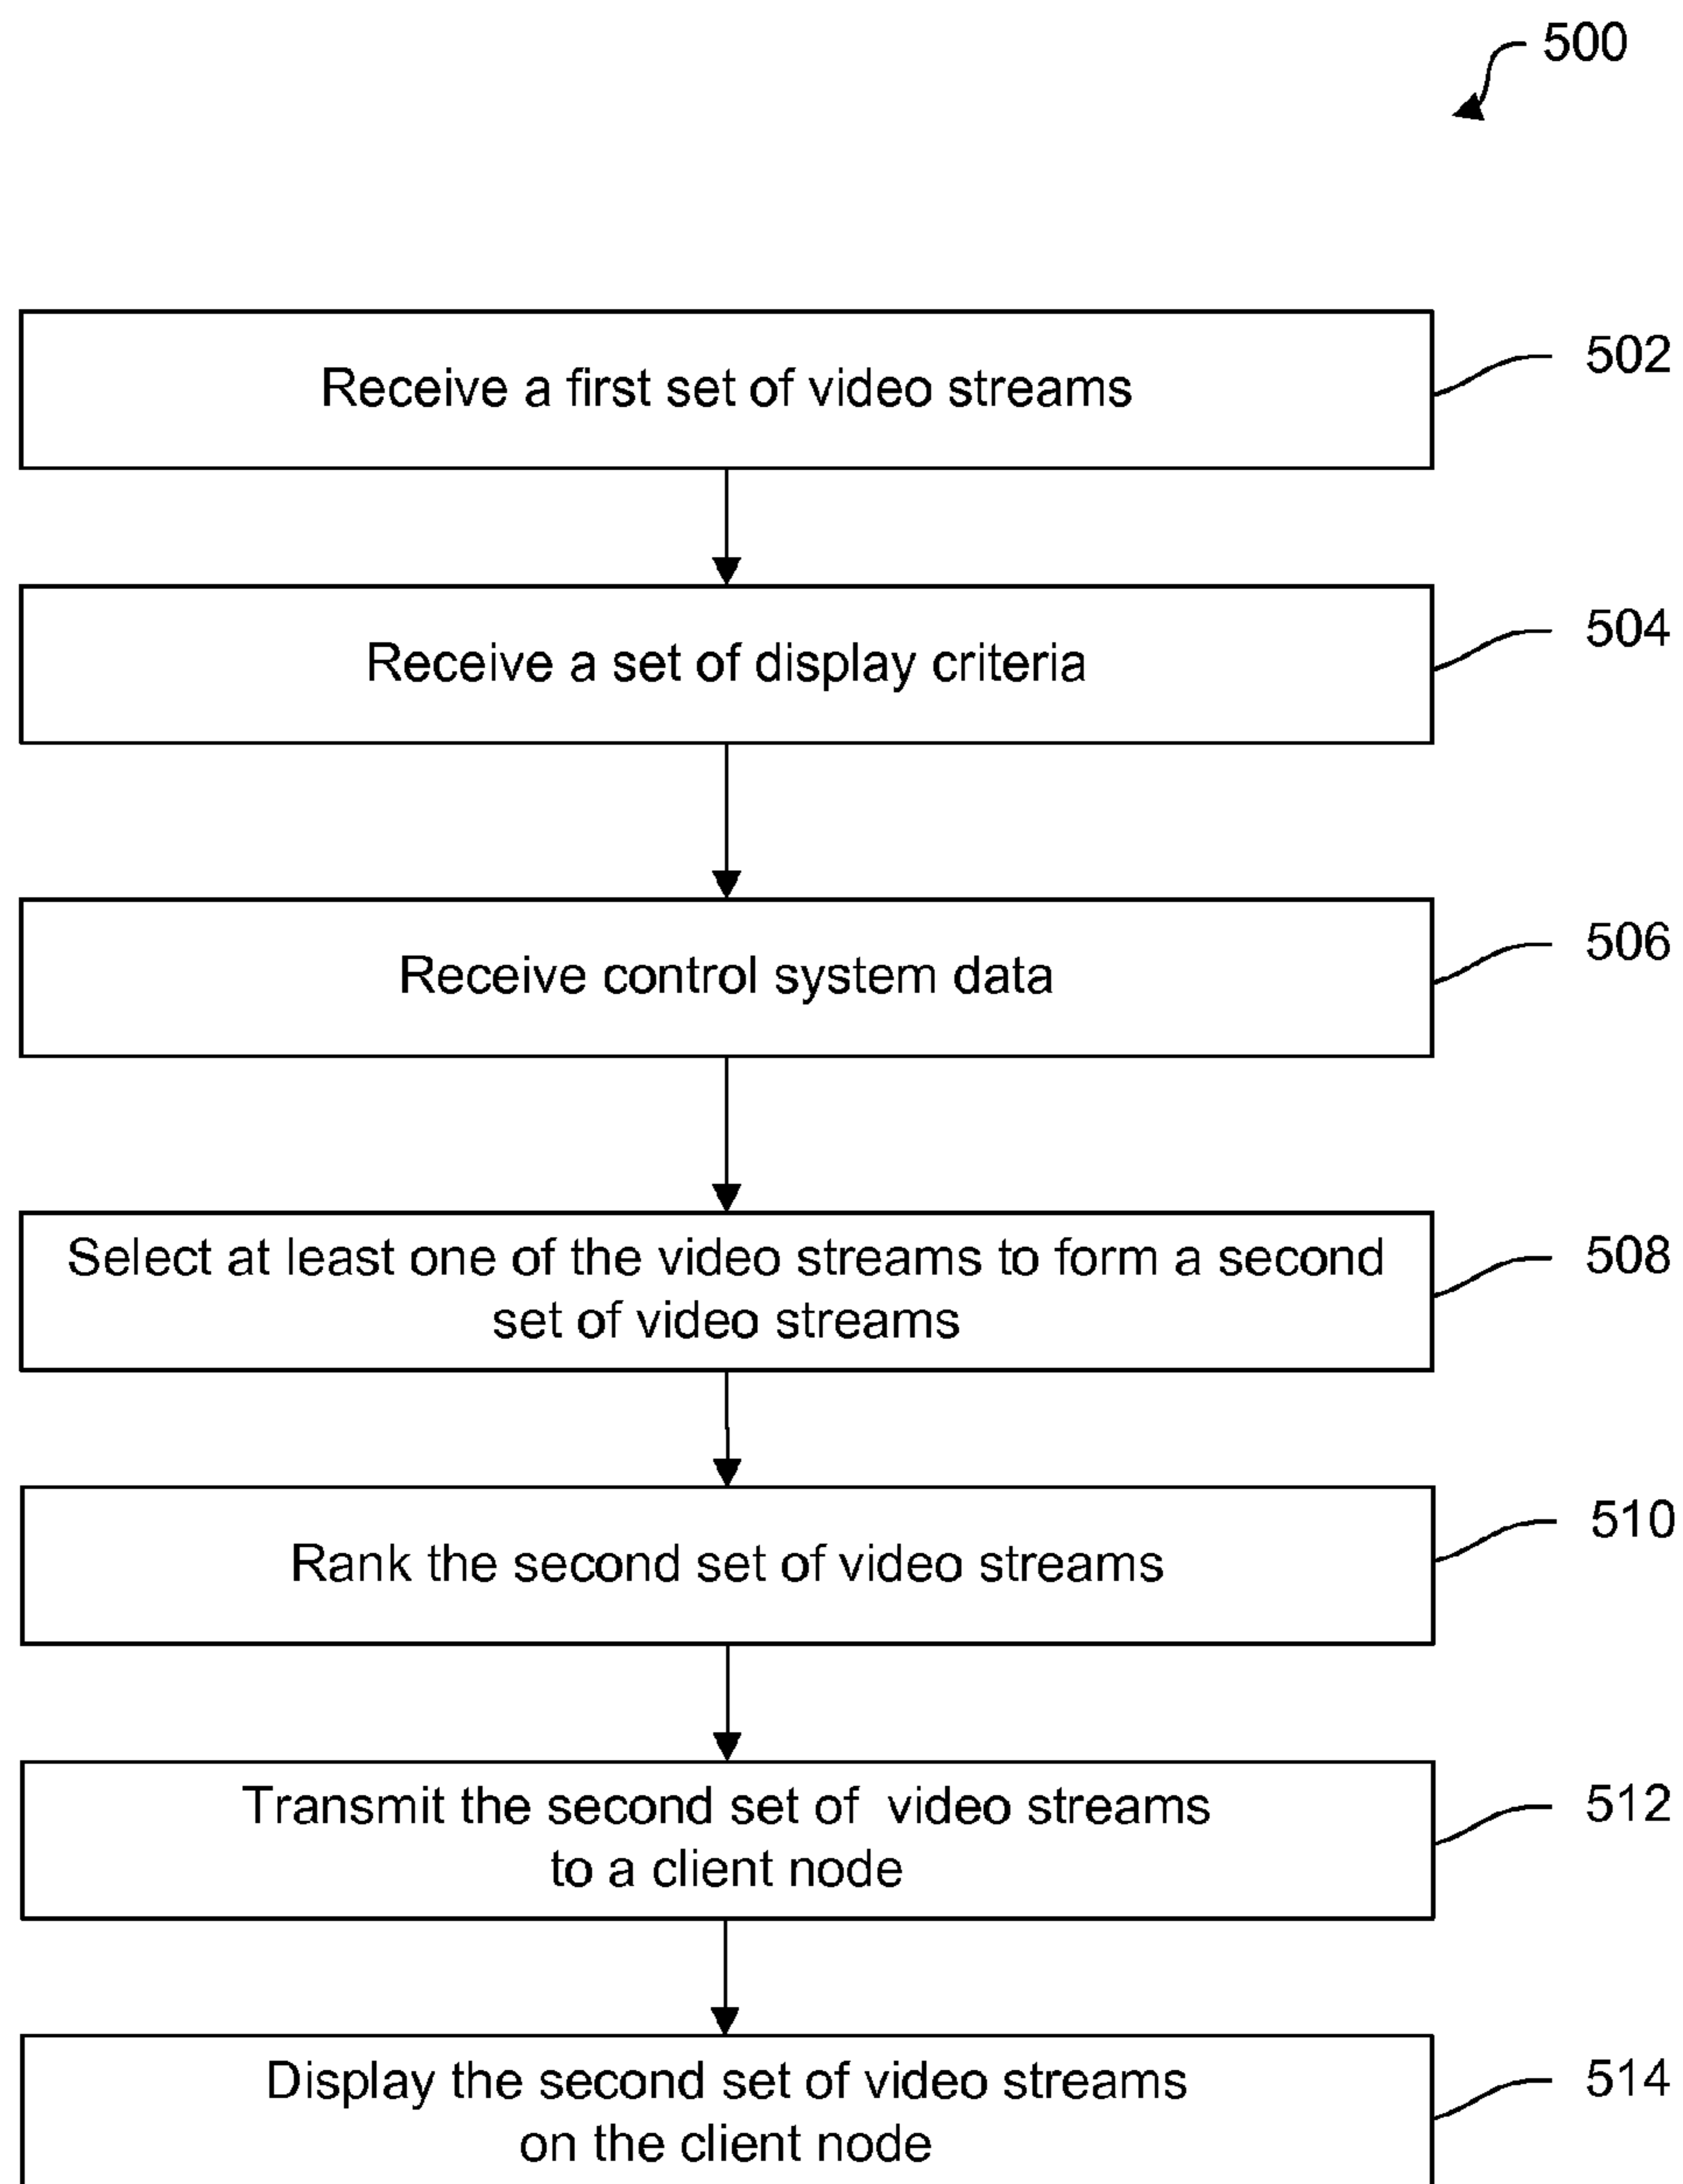 500
Receive a first set of video streams
502
Receive a set of display criteria
504
Receive control system data
506
Select at least one of the video streams to form a second
set of video streams
508
Rank the second set of video streams
510
Transmit the second set of video streams
to a client node
512
Display the second set of video streams
on the client node
514